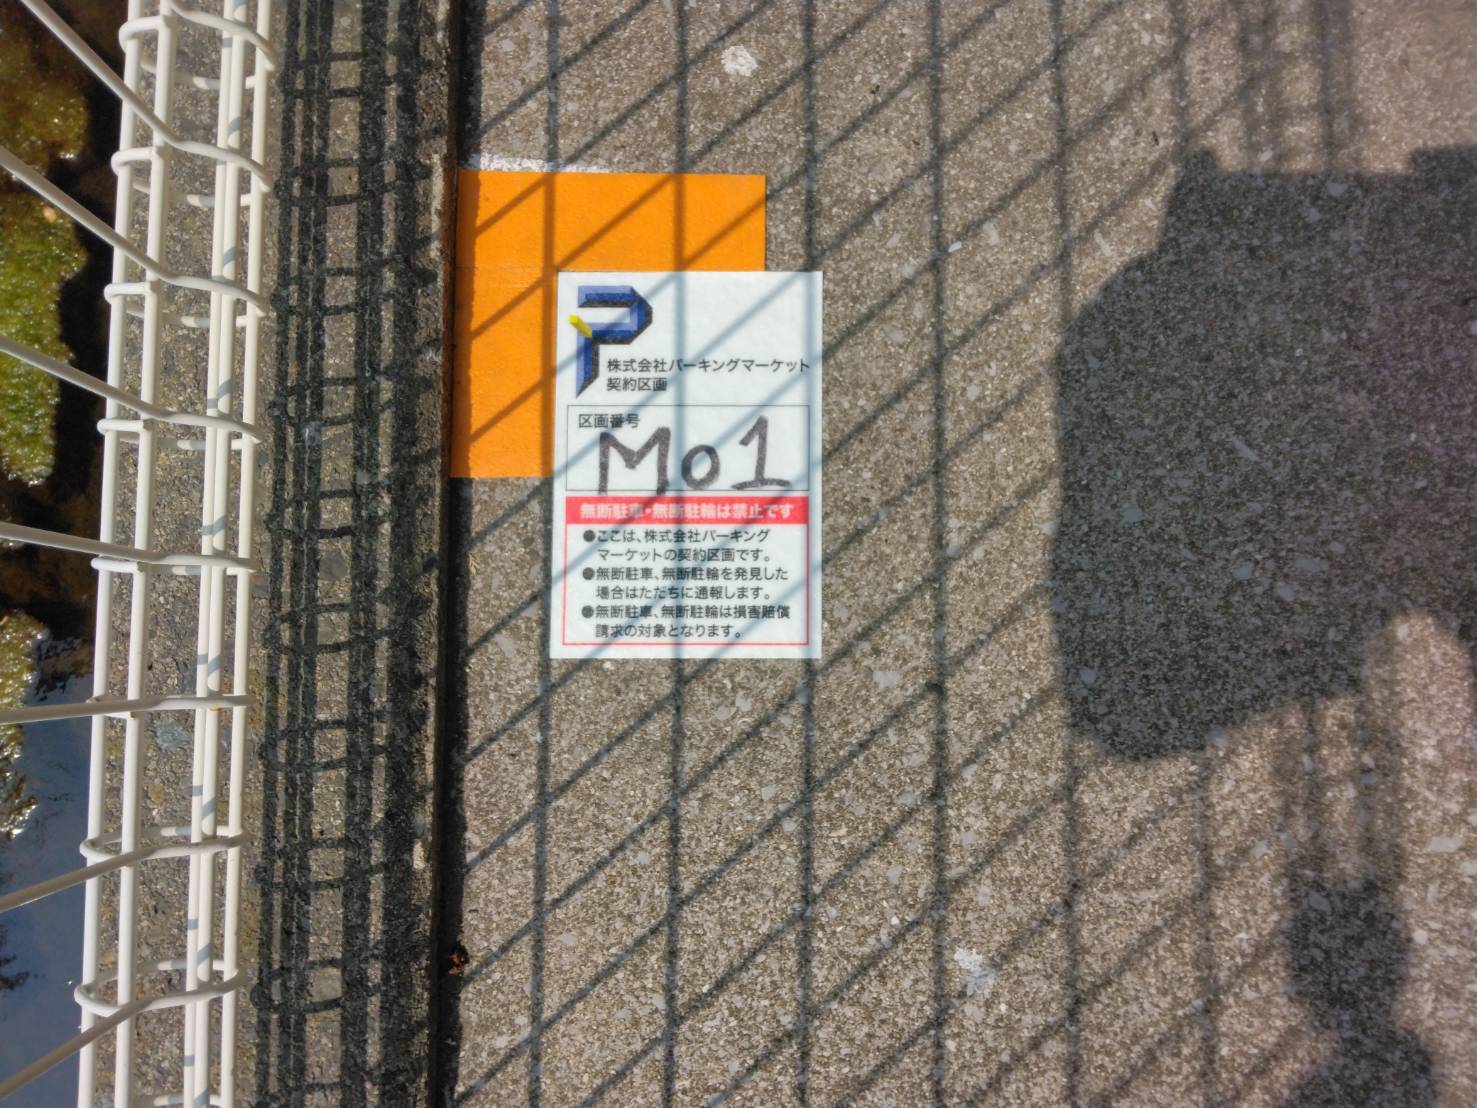 株式会社パーキングマーケット
契約区画
区画番号
Mo1
無断駐車・無断駐輪は禁止です
●ここは、株式会社パーキング
マーケットの契約区画です。
●無断駐車、無断駐輪を発見した
場合はただちに通報します。
●無断駐車、無断駐輪は損害賠償
請求の対象となります。